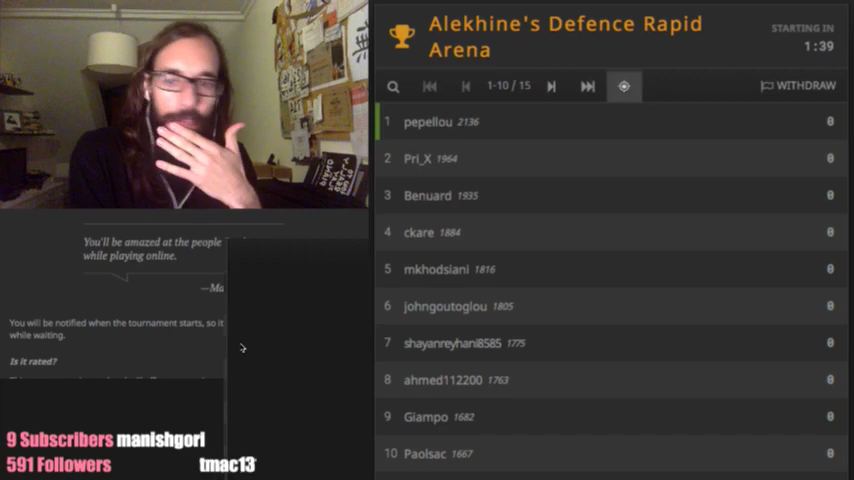 Alekhine's Defence Rapid
Arena
STARTING IN
1:39
1-10 / 15
WITHDRAW
1 pepellou 2136 0
2 Pri_X 1964 0
3 Benuard 1935 0
4 ckare 1884 0
5 mkhodsiani 1816 0
6 johngoutoglou 1805 0
7 shayanreyhani8585 1775 0
8 ahmed112200 1763 0
9 Giampo 1682 0
10 Paolsac 1667 0
You'll be amazed at the people
while playing online.
—Ma
You will be notified when the tournament starts, so it
while waiting.
Is it rated?
9 Subscribers manishgorl
591 Followers tmac13